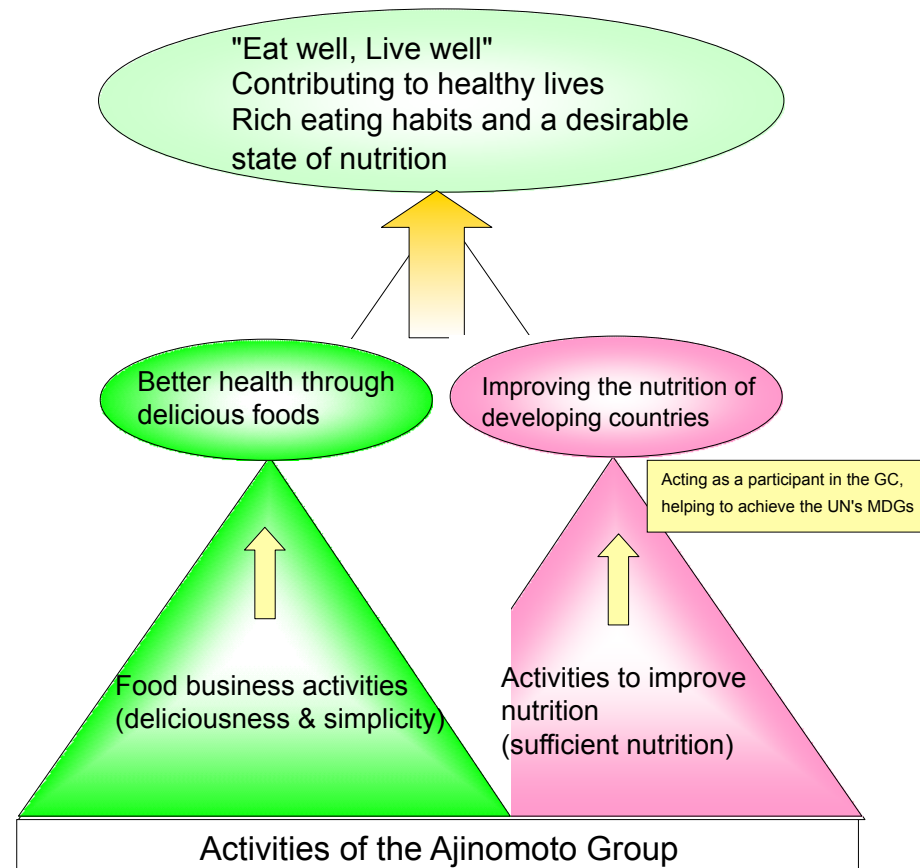 "Eat well, Live well"
Contributing to healthy lives
Rich eating habits and a desirable
state of nutrition
Better health through
delicious foods
Improving the nutrition of
developing countries
Acting as a participant in the GC,
helping to achieve the UN's MDGs
Food business activities
(deliciousness & simplicity)
Activities to improve
nutrition
(sufficient nutrition)
Activities of the Ajinomoto Group